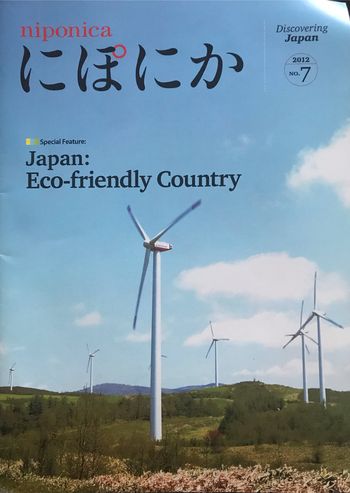 niponica
にぽにか
Discovering
Japan
2012
NO.7
Special Feature:
Japan:
Eco-friendly Country